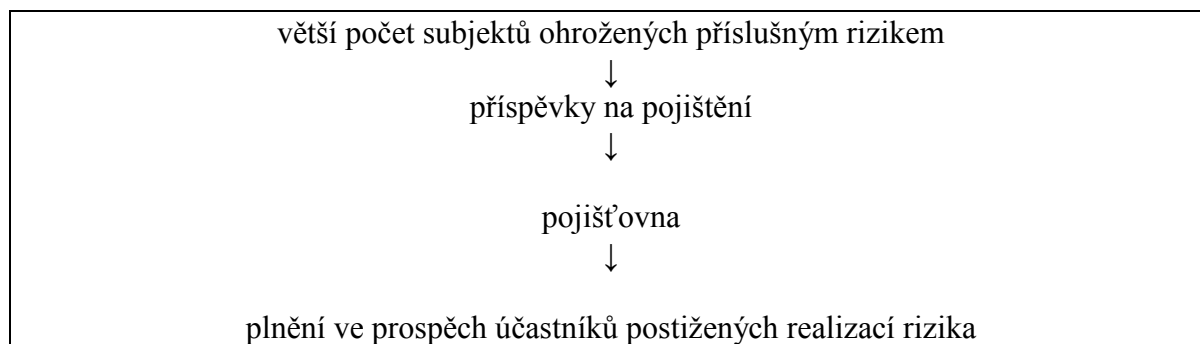 větší počet subjektů ohrožených příslušným rizikem
↓
příspěvky na pojištění
↓
pojišťovna
↓
plnění ve prospěch účastníků postižených realizací rizika